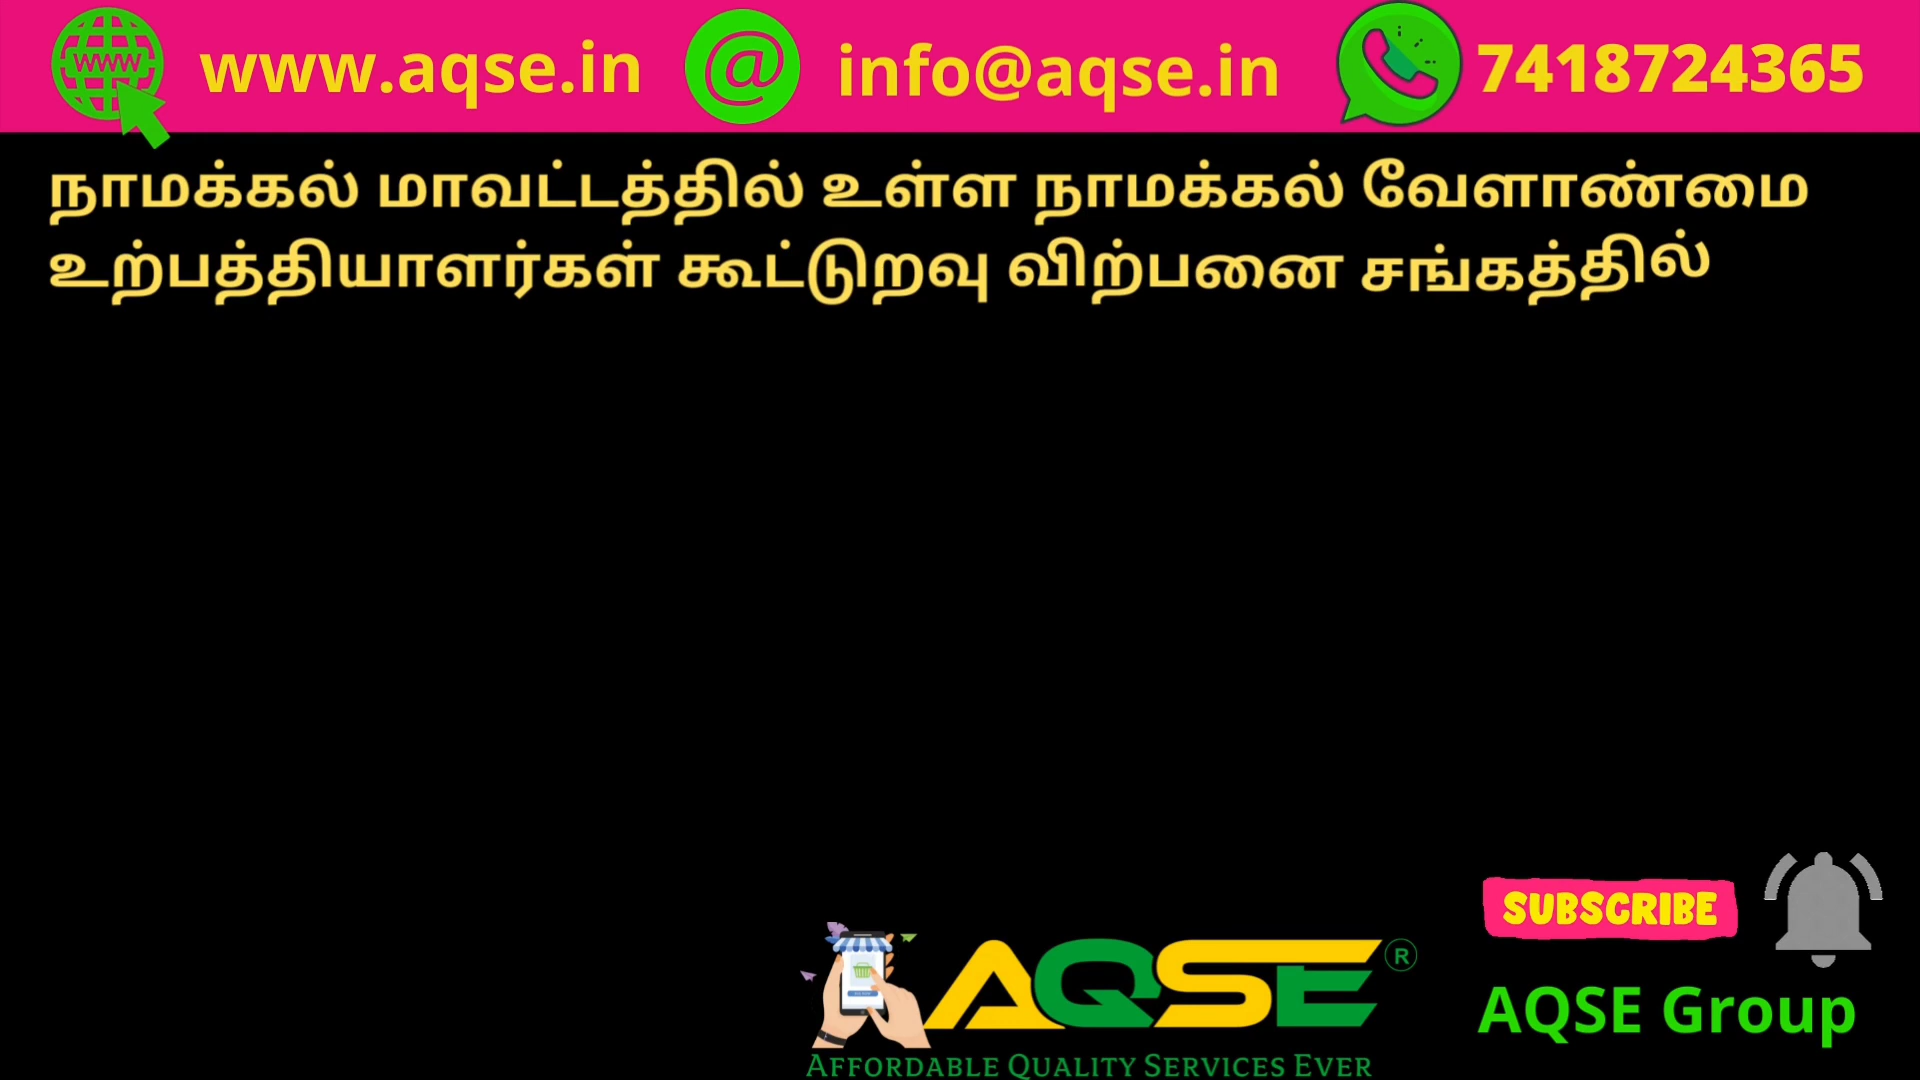 www
www.aqse.in
@
info@aqse.in
7418724365
நாமக்கல் மாவட்டத்தில் உள்ள நாமக்கல் வேளாண்மை
உற்பத்தியாளர்கள் கூட்டுறவு விற்பனை சங்கத்தில்
SUBSCRIBE
AQSE®
AQSE Group
AFFORDABLE QUALITY SERVICES EVER